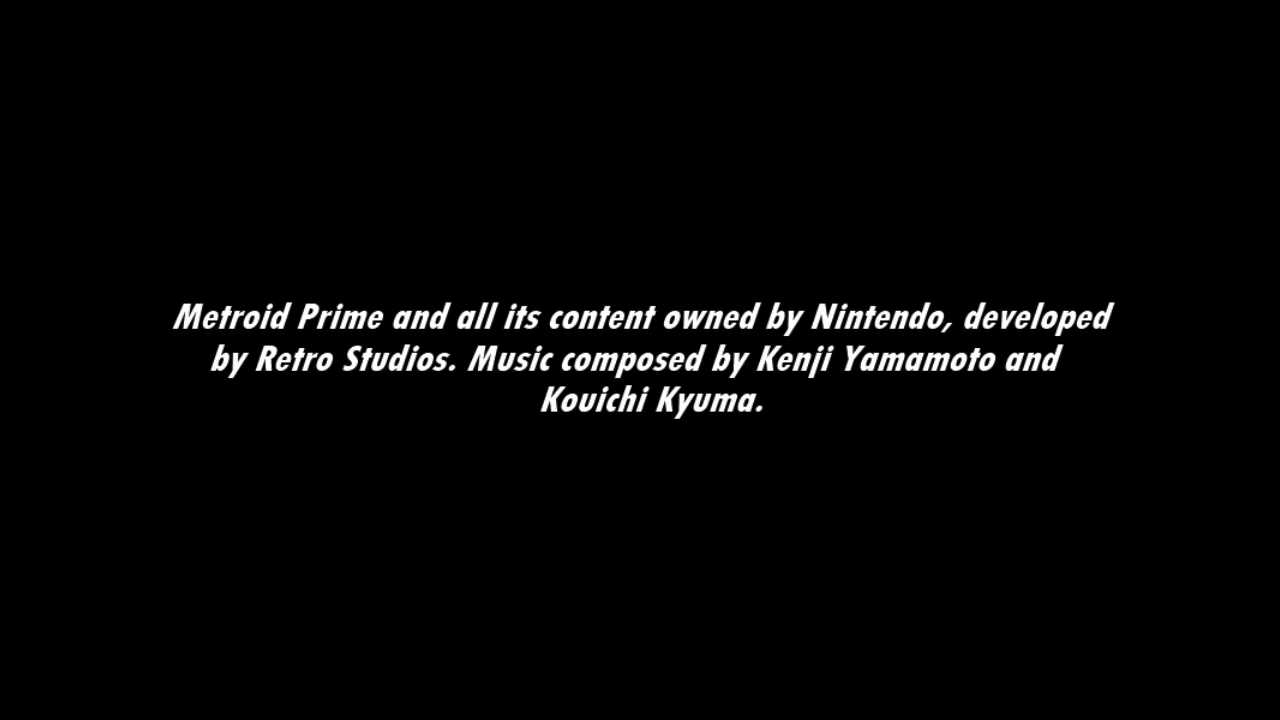 Metroid Prime and all its content owned by Nintendo, developed
by Retro Studios. Music composed by Kenji Yamamoto and
Kouichi Kyuma.